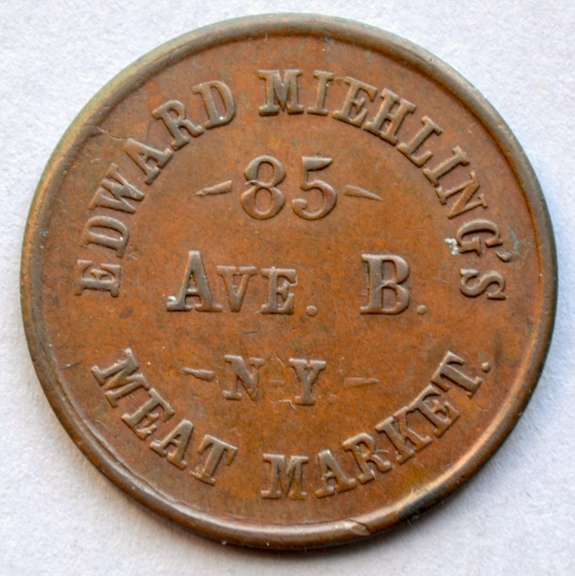 EDWARD MIEHLING'S
85
AVE. B.
N.Y.
MEAT MARKET.